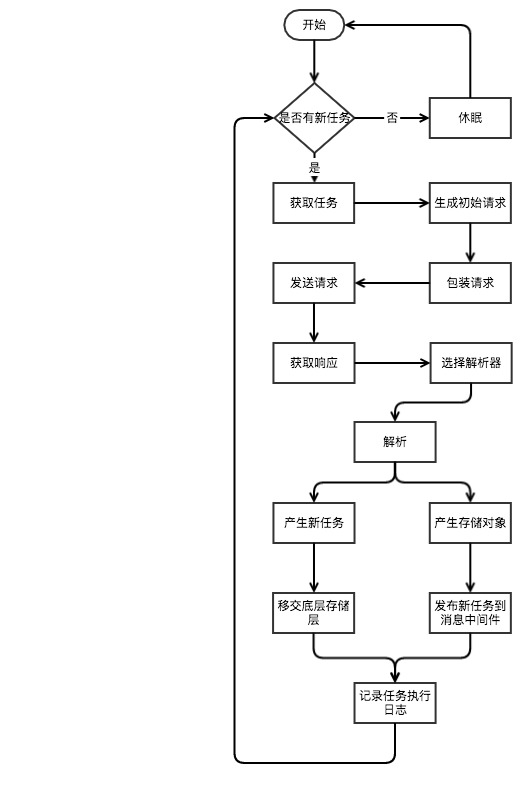 开始
是否有新任务
否
休眠
是
获取任务
生成初始请求
发送请求
包装请求
获取响应
选择解析器
解析
产生新任务
产生存储对象
移交底层存储
层
发布新任务到
消息中间件
记录任务执行
日志